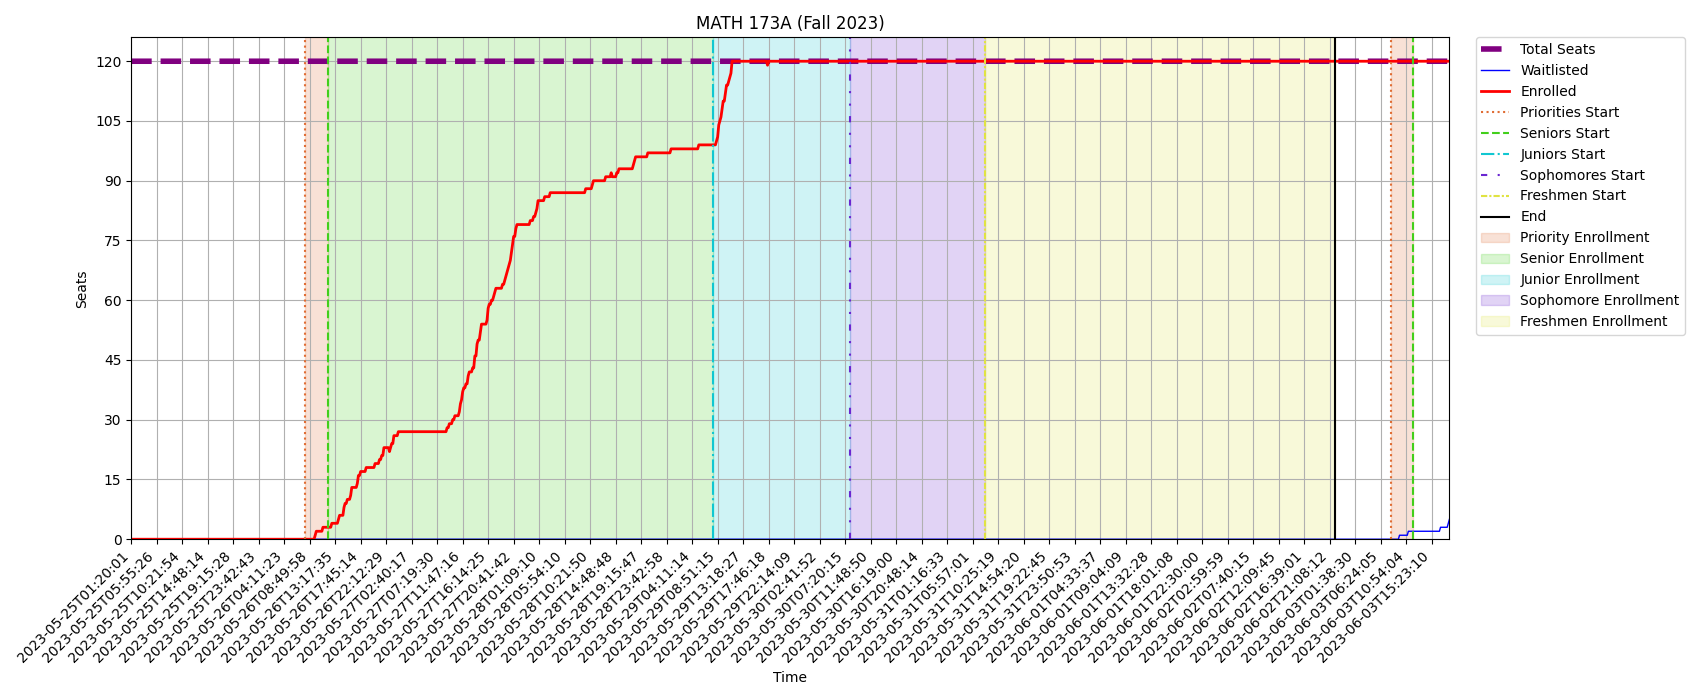 MATH 173A (Fall 2023)
Seats
120
105
90
75
60
45
30
15
0
2023-05-25T01:20:01
2023-05-25T05:55:26
2023-05-25T10:21:54
2023-05-25T14:48:14
2023-05-25T19:15:28
2023-05-25T23:42:43
2023-05-26T04:11:23
2023-05-26T08:49:58
2023-05-26T13:17:35
2023-05-26T17:45:14
2023-05-26T22:12:29
2023-05-27T02:40:17
2023-05-27T07:19:30
2023-05-27T11:47:16
2023-05-27T16:14:25
2023-05-27T20:41:42
2023-05-28T01:09:10
2023-05-28T05:54:10
2023-05-28T10:21:50
2023-05-28T14:48:48
2023-05-28T19:15:47
2023-05-28T23:42:58
2023-05-29T04:11:14
2023-05-29T08:51:15
2023-05-29T13:18:27
2023-05-29T17:46:18
2023-05-29T22:14:09
2023-05-30T02:41:52
2023-05-30T07:20:15
2023-05-30T11:48:50
2023-05-30T16:19:00
2023-05-30T20:48:14
2023-05-31T01:16:33
2023-05-31T05:57:01
2023-05-31T10:25:19
2023-05-31T14:54:20
2023-05-31T19:22:45
2023-05-31T23:50:53
2023-06-01T04:33:37
2023-06-01T09:04:09
2023-06-01T13:32:28
2023-06-01T18:01:08
2023-06-01T22:30:00
2023-06-02T02:59:59
2023-06-02T07:40:15
2023-06-02T12:09:45
2023-06-02T16:39:01
2023-06-02T21:08:12
2023-06-03T01:38:30
2023-06-03T06:24:05
2023-06-03T10:54:04
2023-06-03T15:23:10
Time
Total Seats
Waitlisted
Enrolled
Priorities Start
Seniors Start
Juniors Start
Sophomores Start
Freshmen Start
End
Priority Enrollment
Senior Enrollment
Junior Enrollment
Sophomore Enrollment
Freshmen Enrollment